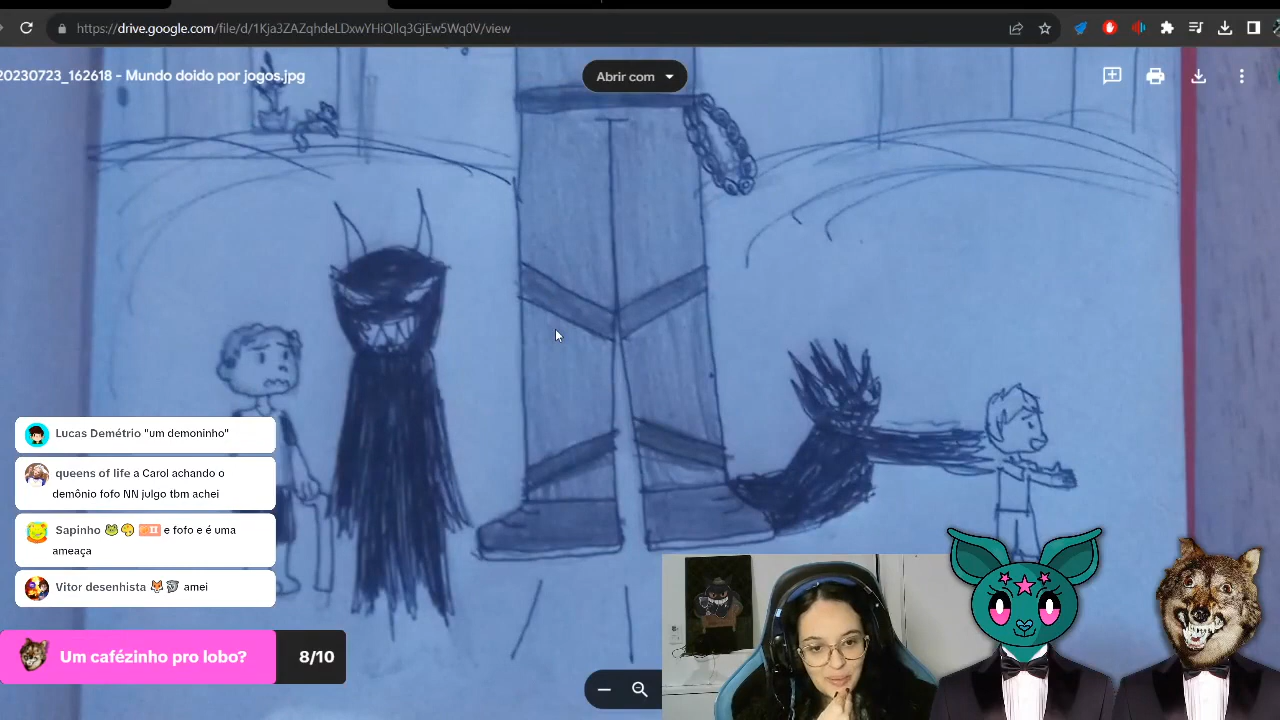 https://drive.google.com/file/d/1Kja3ZAZqhdeLDxwYHiQIlq3GjEw5Wq0V/view
20230723_162618 - Mundo doido por jogos.jpg
Abrir com
Lucas Demétrio "um demoninho"
queens of life a Carol achando o
demônio fofo NN julgo tbm achei
Sapinho e fofo e é uma
ameaça
Vitor desenhista amei
Um cafézinho pro lobo? 8/10